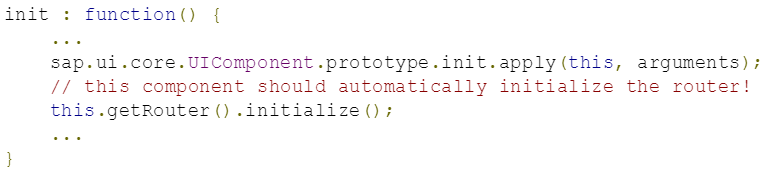 init : function() {
    ...
    sap.ui.core.UIComponent.prototype.init.apply(this, arguments);
    // this component should automatically initialize the router!
    this.getRouter().initialize();
    ...
}